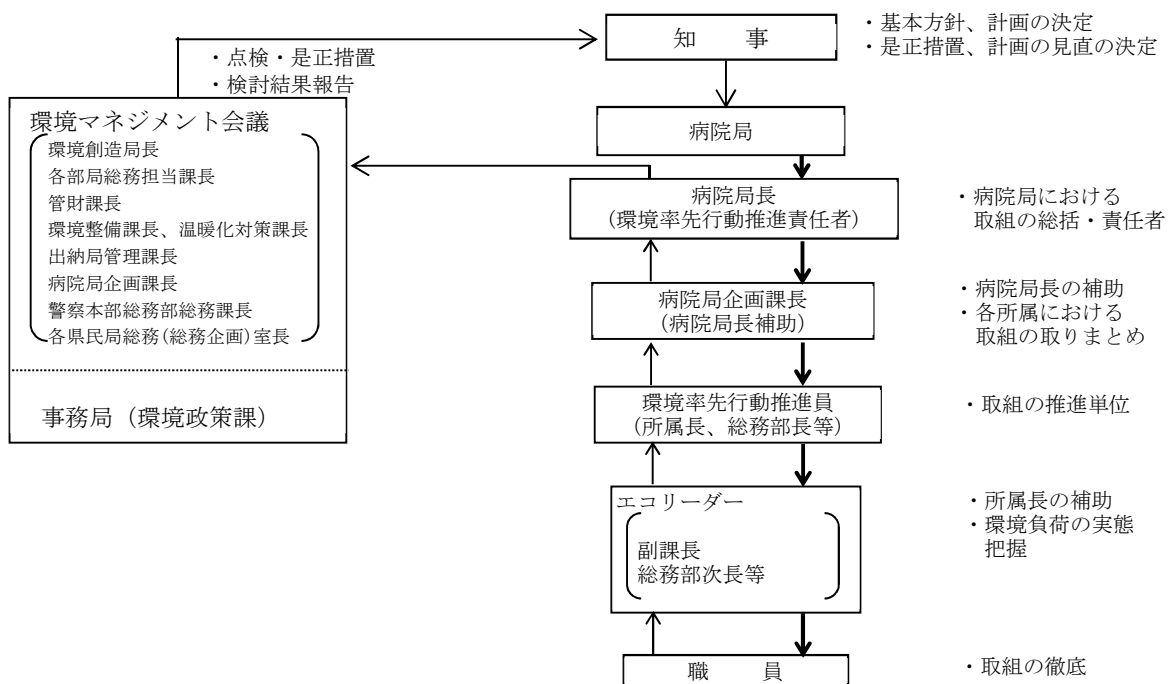 知　　事
・基本方針、計画の決定
・是正措置、計画の見直の決定
・点検・是正措置
・検討結果報告
環境マネジメント会議
環境創造局長
各部局総務担当課長
管財課長
環境整備課長、温暖化対策課長
出納局管理課長
病院局企画課長
警察本部総務部総務課長
各県民局総務(総務企画)室長
事務局（環境政策課）
病院局
病院局長
(環境率先行動推進責任者)
・病院局における
取組の総括・責任者
病院局企画課長
(病院局長補助)
・病院局長の補助
・各所属における
取組の取りまとめ
環境率先行動推進員
(所属長、総務部長等)
・取組の推進単位
エコリーダー
副課長
総務部次長等
・所属長の補助
・環境負荷の実態
把握
職　　員
・取組の徹底